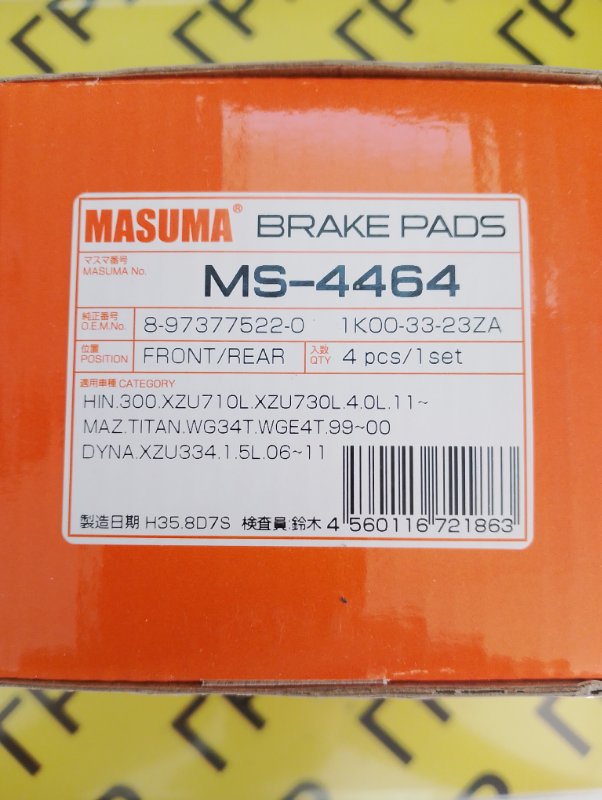 MASUMA® BRAKE PADS
マスマ番号
MASUMA No. MS-4464
純正番号
O.E.M.No. 8-97377522-0 1K00-33-23ZA
位置
POSITION FRONT/REAR
入数
QTY 4 pcs/1set
適用車種 CATEGORY
HIN.300.XZU710L.XZU730L.4.0L.11~
MAZ.TITAN.WG34T.WGE4T.99~00
DYNA.XZU334.1.5L.06~11
製造日期 H35.8D7S 検査員:鈴木 4 560116 721863